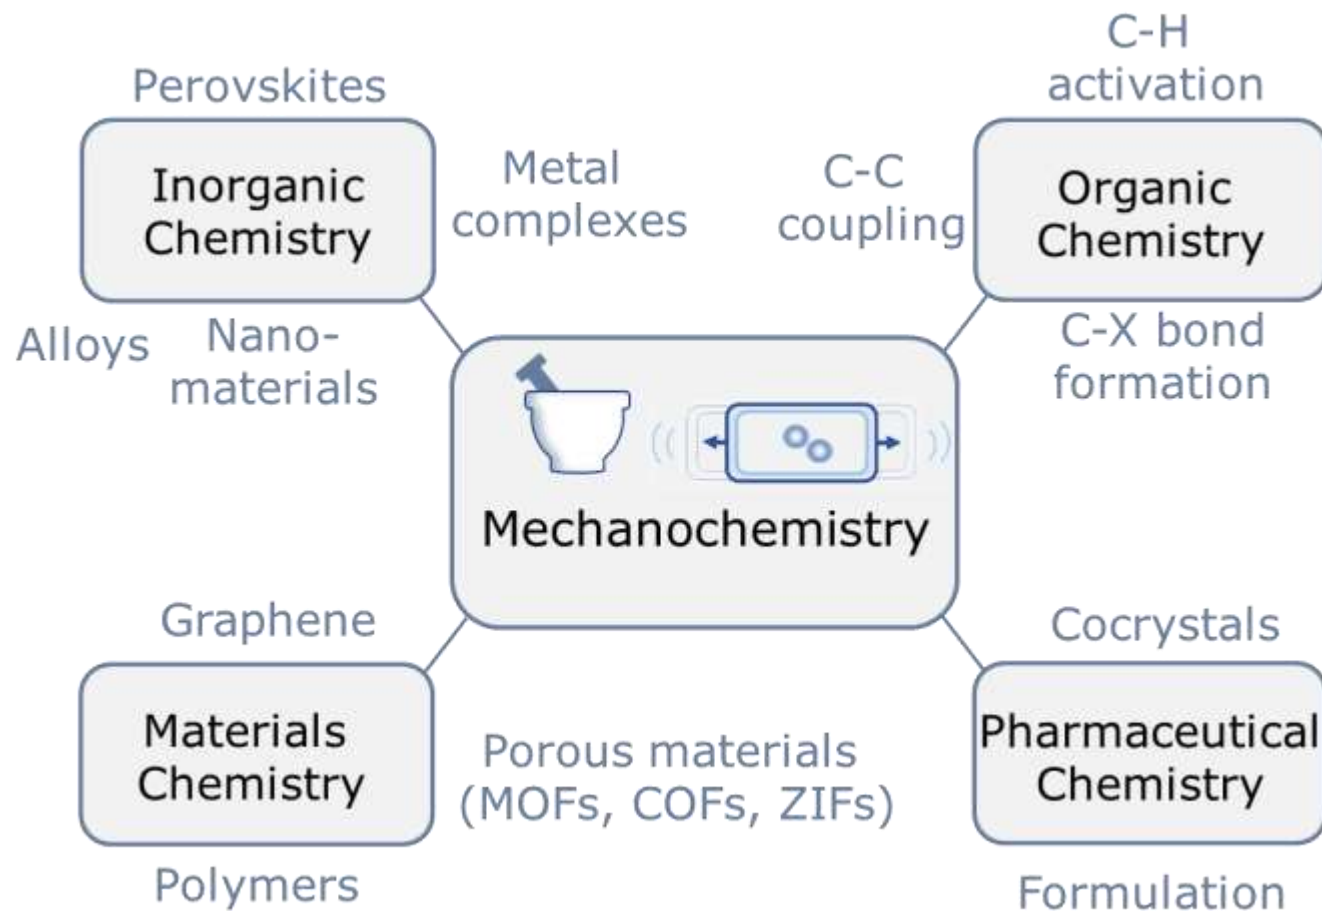 Perovskites
Inorganic
Chemistry
Metal
complexes
Alloys
Nano-
materials
C-H
activation
C-C
coupling
Organic
Chemistry
C-X bond
formation
Mechanochemistry
Graphene
Materials
Chemistry
Porous materials
(MOFs, COFs, ZIFs)
Polymers
Cocrystals
Pharmaceutical
Chemistry
Formulation